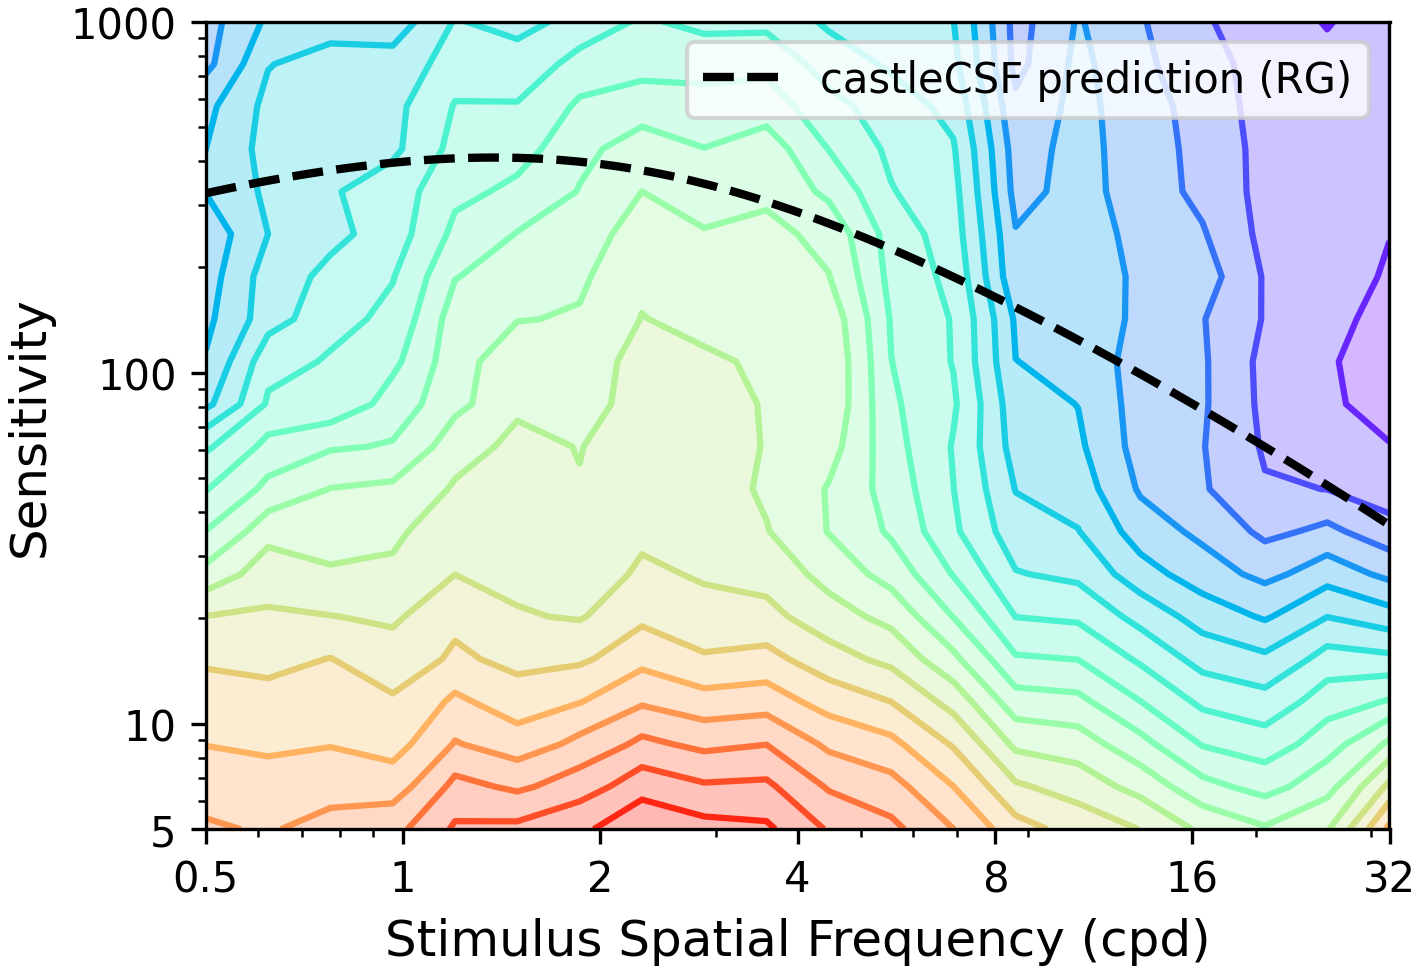 1000
castleCSF prediction (RG)
Sensitivity
100
10
5
0.5 1 2 4 8 16 32
Stimulus Spatial Frequency (cpd)